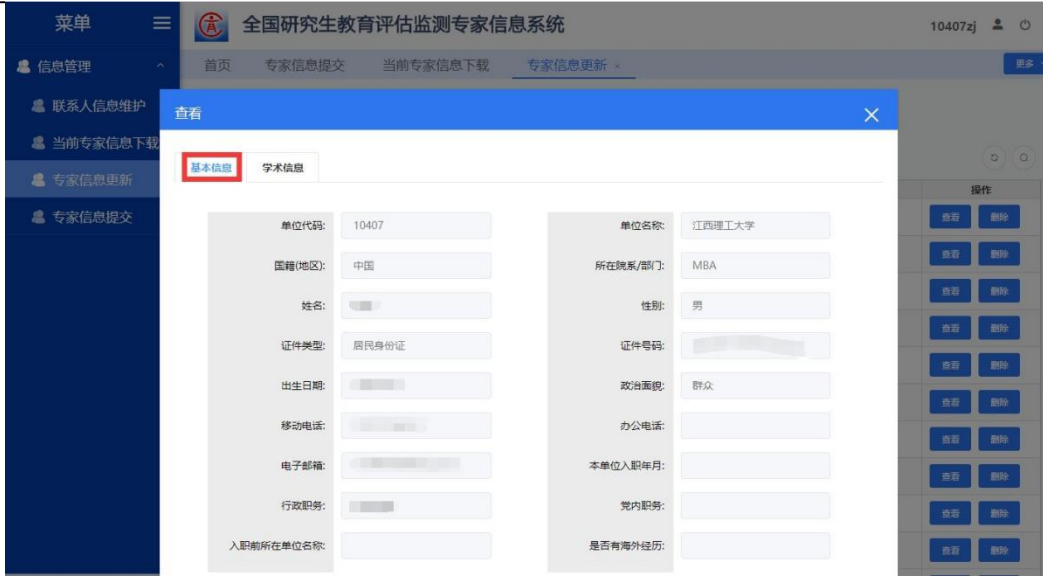 菜单
全国研究生教育评估监测专家信息系统
10407zj
信息管理
首页 专家信息提交 当前专家信息下载 专家信息更新 ×
更多
联系人信息维护
当前专家信息下载
专家信息更新
专家信息提交
查看
基本信息 学术信息
操作
单位代码: 10407 单位名称: 江西理工大学
查看 删除
国籍(地区): 中国 所在院系/部门: MBA
查看 删除
姓名: 性别: 男
查看 删除
证件类型: 居民身份证 证件号码:
查看 删除
出生日期: 政治面貌: 群众
查看 删除
移动电话: 办公电话:
查看 删除
电子邮箱: 本单位入职年月:
查看 删除
行政职务: 党内职务:
查看 删除
入职前所在单位名称: 是否有海外经历:
查看 删除
查看 删除